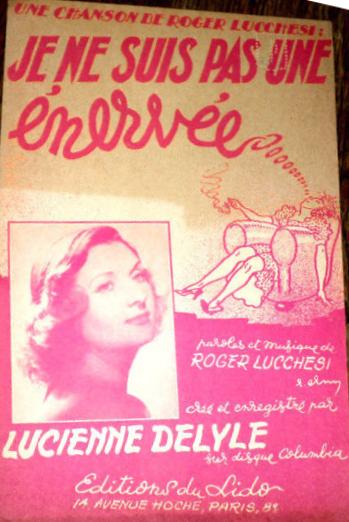 UNE CHANSON DE ROGER LUCCHESI:
JE NE SUIS PAS UNE
énervée
paroles et musique de
ROGER LUCCHESI
créé et enregistré par
LUCIENNE DELYLE
sur disque Columbia
Editions du Lido
AVENUE HOCHE, PARIS, 8e